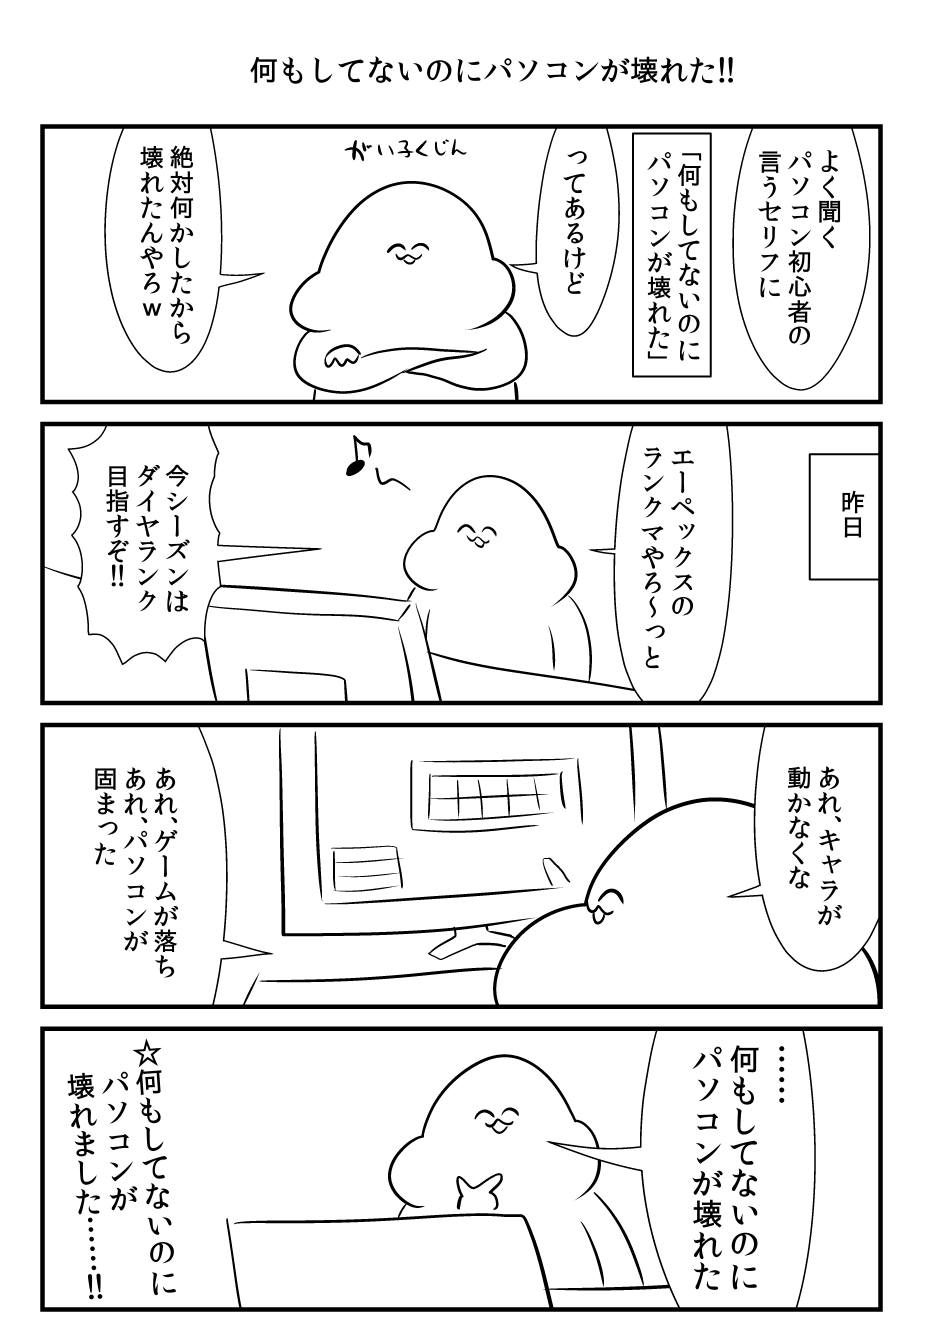 何もしてないのにパソコンが壊れた!!
よく聞く
パソコン初心者の
言うセリフに
「何もしてないのに
パソコンが壊れた」
ってあるけど
がい子くじん
絶対何かしたから
壊れたんやろw
昨日
エーペックスの
ランクマやろ～っと
今シーズンは
ダイヤランク
目指すぞ!!
あれ、キャラが
動かなくな
あれ、ゲームが落ち
あれ、パソコンが
固まった
……
何もしてないのに
パソコンが壊れた
☆何もしてないのに
パソコンが
壊れました……!!